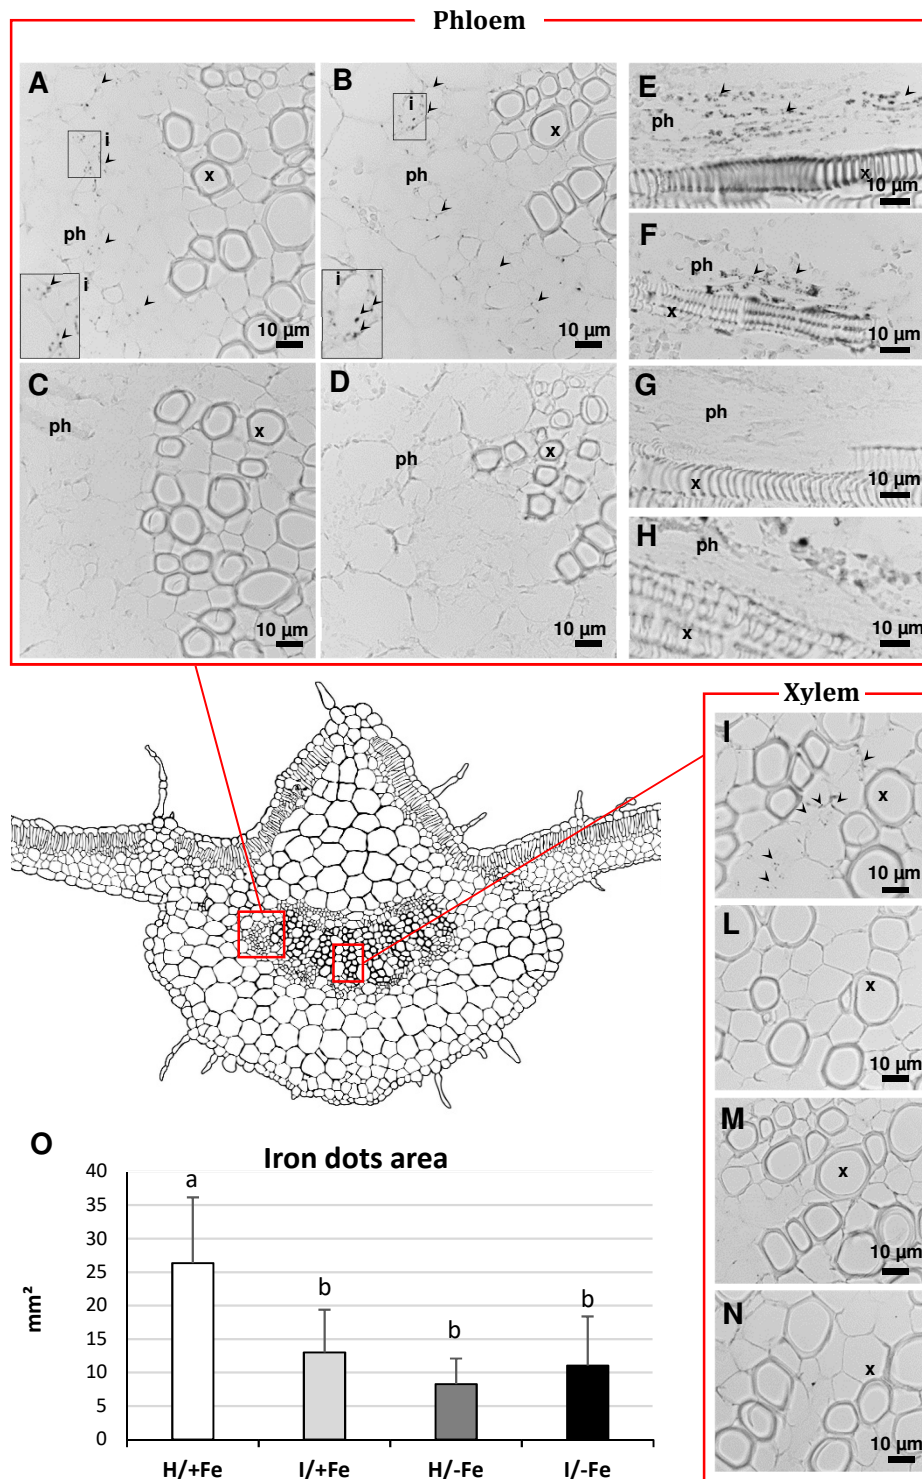 Phloem
A
i
x
ph
i
10 µm
B
i
x
ph
i
10 µm
E
ph
x
10 µm
F
ph
x
10 µm
C
ph
x
10 µm
D
ph
x
10 µm
G
ph
x
10 µm
H
ph
x
10 µm
Xylem
I
x
10 µm
L
x
10 µm
M
x
10 µm
N
x
10 µm
O
Iron dots area
mm²
40
35
30
25
20
15
10
5
0
a
b
b
b
H/+Fe I/+Fe H/-Fe I/-Fe